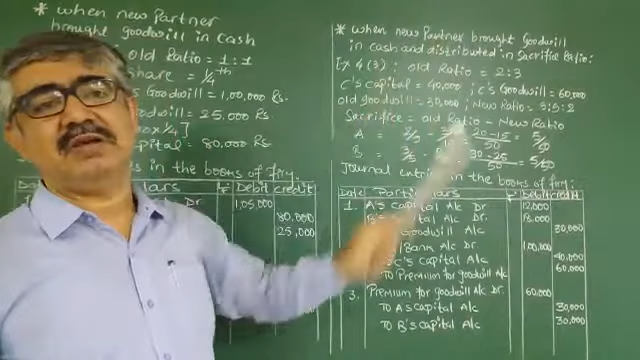 * when new Partner
brought goodwill in cash
old Ratio = 1:1
share = 1/4th
goodwill = 1,00,000 Rs.
goodwill = 25,000 Rs.
x 1/4]
capital = 80,000 Rs.
in the books of firm.
Debit credit
Dr. 1,05,000
80,000
25,000
* when new Partner brought Goodwill
in cash and distributed in Sacrifice Ratio:
Ex 4(3): old Ratio = 2:3
C's Capital = 40,000 ; C's Goodwill = 60,000
old goodwill = 30,000 ; New Ratio = 3:5:2
Sacrifice = old Ratio - New Ratio
A = 2/5 - 20-15/50 = 5/50
B = 3/5 30-25/50 = 5/50
Journal entries in the books of firm:
Date Particulars Debit credit
1. A's capital A/c Dr 12,000
B's capital A/c Dr. 18,000
Goodwill A/c 30,000
Bank A/c Dr. 1,00,000
C's Capital A/c 40,000
To Premium for goodwill A/c 60,000
3. Premium for goodwill A/c Dr. 60,000
To A's capital A/c 30,000
To B's capital A/c 30,000